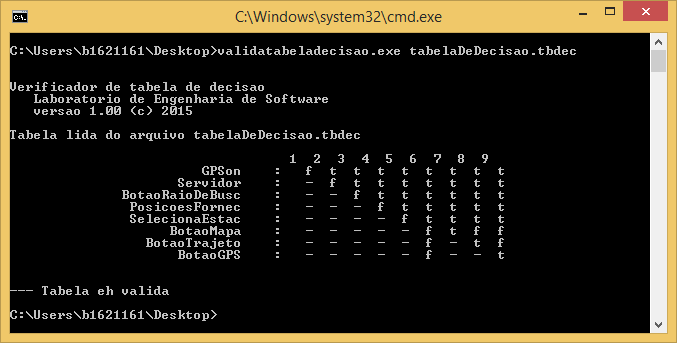 C:\Windows\system32\cmd.exe
C:\Users\b1621161\Desktop>validatabeladecisao.exe tabelaDeDecisao.tbdec
Verificador de tabela de decisao
Laboratorio de Engenharia de Software
versao 1.00 (c) 2015
Tabela lida do arquivo tabelaDeDecisao.tbdec
1 2 3 4 5 6 7 8 9
GPSon : f t t t t t t t t
Servidor : - f t t t t t t t
BotaoRaioDeBusc : - - f t t t t t t
PosicoesFornec : - - - f t t t t t
SelecionaEstac : - - - - f t t t t
BotaoMapa : - - - - - f t f f
BotaoTrajeto : - - - - - f - t f
BotaoGPS : - - - - - f - - t
--- Tabela eh valida
C:\Users\b1621161\Desktop>